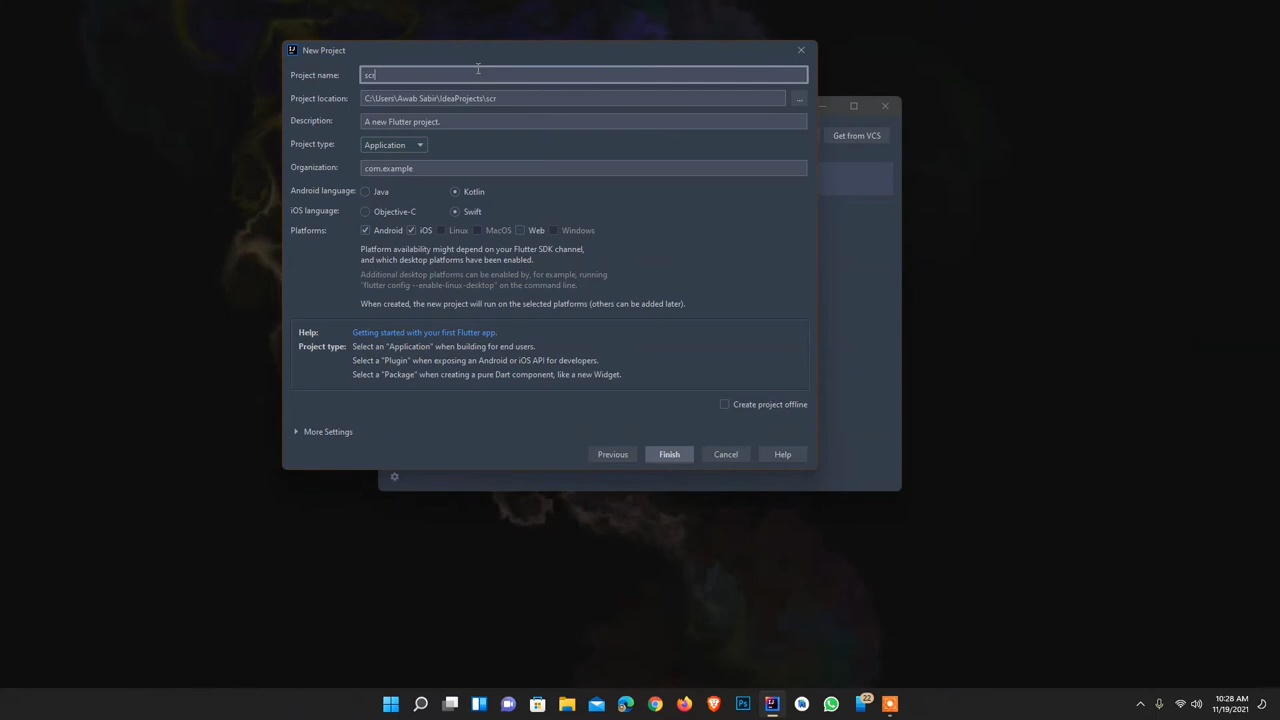 New Project
Project name: scr
Project location: C:\Users\Awab Sabir\IdeaProjects\scr ...
Get from VCS
Description: A new Flutter project.
Project type: Application
Organization: com.example
Android language: Java Kotlin
iOS language: Objective-C Swift
Platforms: Android iOS Linux MacOS Web Windows
Platform availability might depend on your Flutter SDK channel,
and which desktop platforms have been enabled.
Additional desktop platforms can be enabled by, for example, running
"flutter config --enable-linux-desktop" on the command line.
When created, the new project will run on the selected platforms (others can be added later).
Help: Getting started with your first Flutter app.
Project type: Select an "Application" when building for end users.
Select a "Plugin" when exposing an Android or iOS API for developers.
Select a "Package" when creating a pure Dart component, like a new Widget.
Create project offline
More Settings
Previous Finish Cancel Help
Ps
22
10:28 AM
11/19/2021